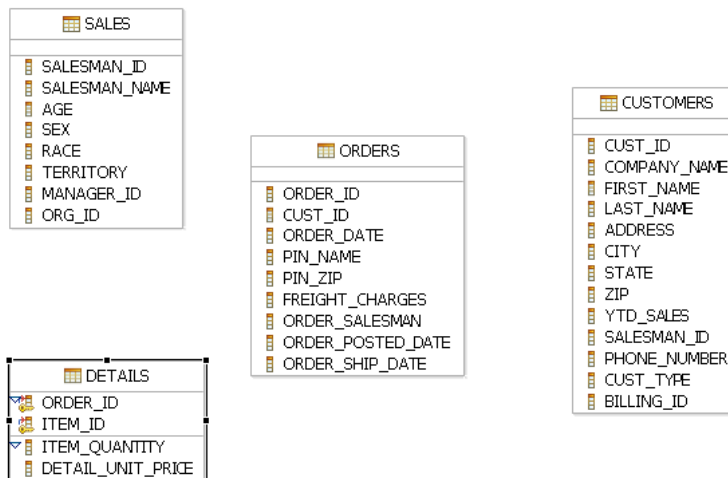 SALES
SALESMAN_ID
SALESMAN_NAME
AGE
SEX
RACE
TERRITORY
MANAGER_ID
ORG_ID
ORDERS
ORDER_ID
CUST_ID
ORDER_DATE
PIN_NAME
PIN_ZIP
FREIGHT_CHARGES
ORDER_SALESMAN
ORDER_POSTED_DATE
ORDER_SHIP_DATE
CUSTOMERS
CUST_ID
COMPANY_NAME
FIRST_NAME
LAST_NAME
ADDRESS
CITY
STATE
ZIP
YTD_SALES
SALESMAN_ID
PHONE_NUMBER
CUST_TYPE
BILLING_ID
DETAILS
ORDER_ID
ITEM_ID
ITEM_QUANTITY
DETAIL_UNIT_PRICE